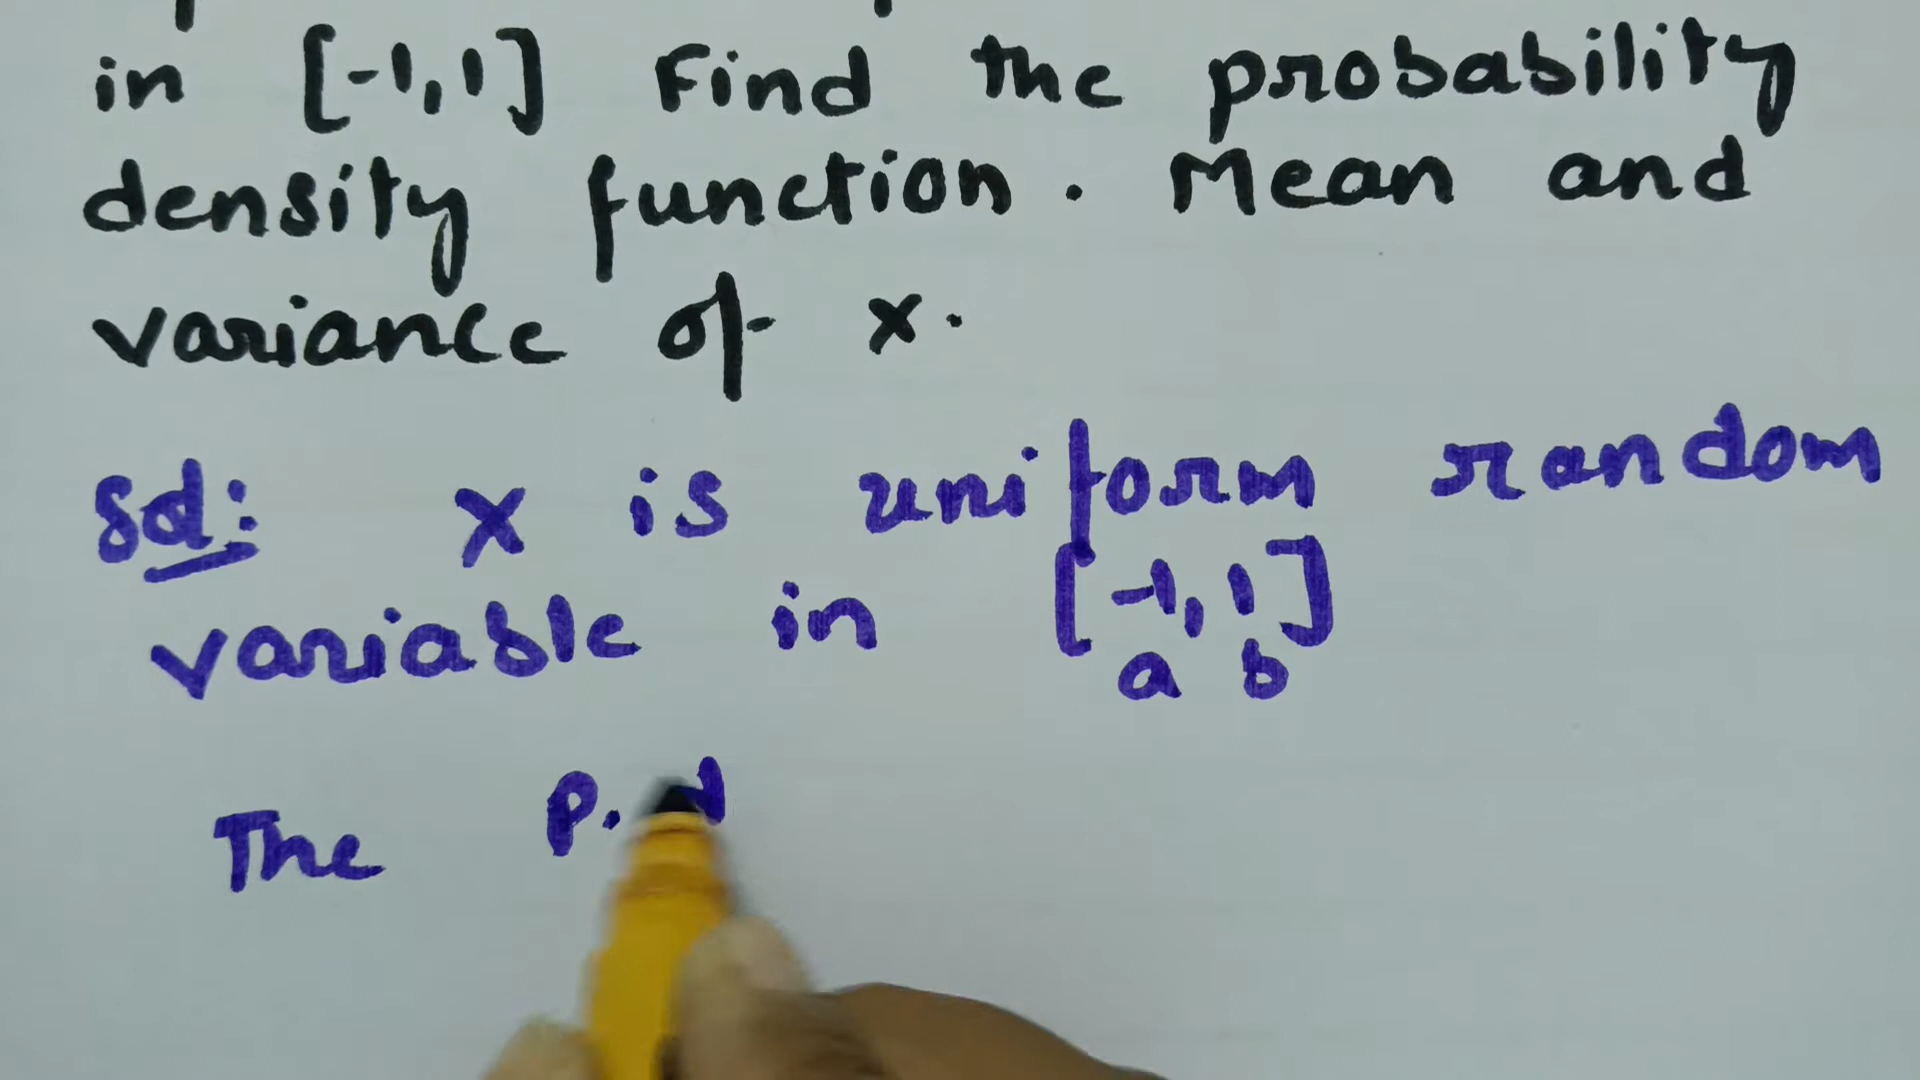 in [-1,1] Find the probability
density function. Mean and
variance of x.
Sol: X is uniform random
variable in [-1,1]
a b
The p.d